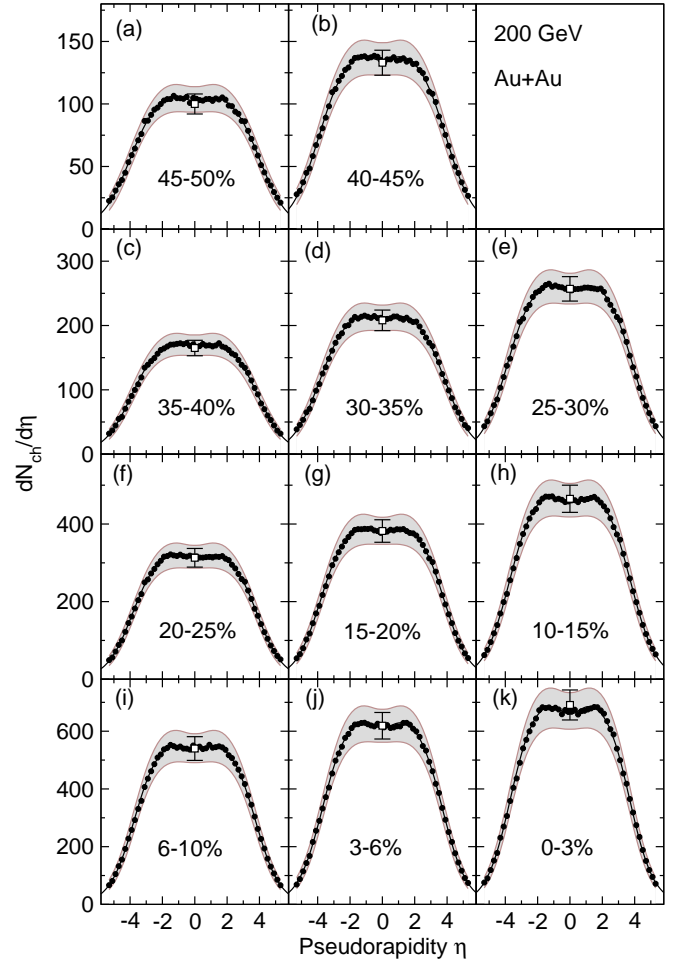 (a)
(b)
200 GeV
Au+Au
150
100
50
0
45-50%
40-45%
(c)
(d)
(e)
300
200
100
0
35-40%
30-35%
25-30%
dN_ch/dη
(f)
(g)
(h)
400
200
0
20-25%
15-20%
10-15%
(i)
(j)
(k)
600
400
200
0
6-10%
3-6%
0-3%
-4 -2 0 2 4 -4 -2 0 2 4 -4 -2 0 2 4
Pseudorapidity η